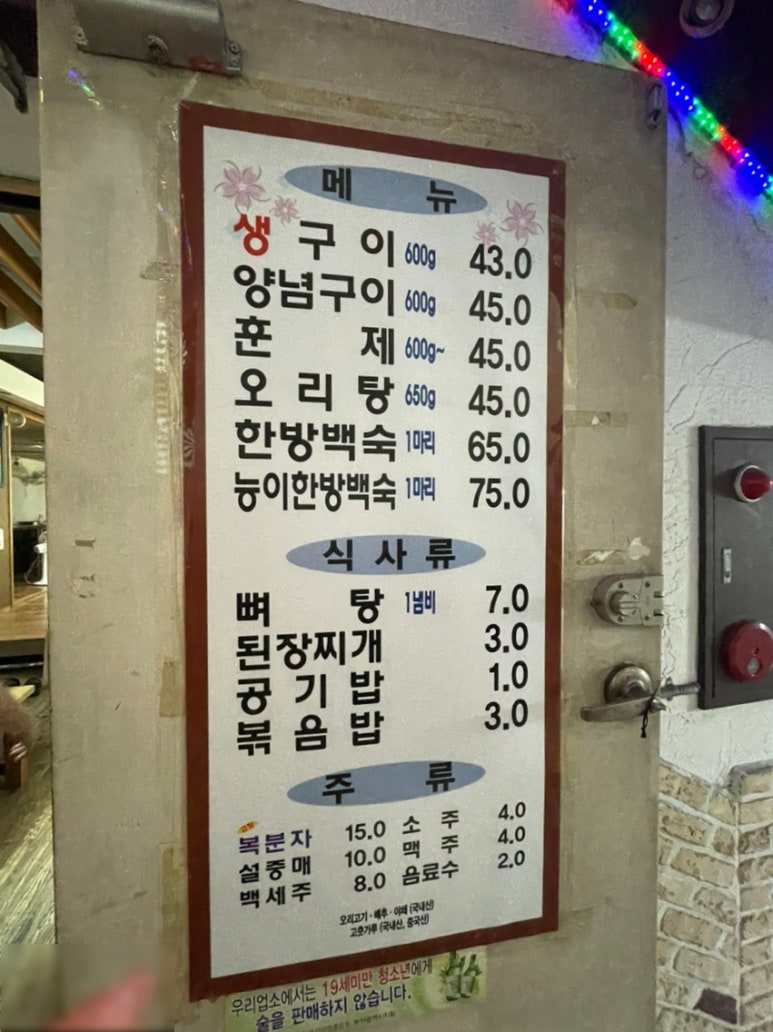 메 뉴
생 구 이 600g 43.0
양념구이 600g 45.0
훈 제 600g~ 45.0
오 리 탕 650g 45.0
한방백숙 1마리 65.0
능이한방백숙 1마리 75.0
식 사 류
뼈 탕 1냄비 7.0
된장찌개 3.0
공 기 밥 1.0
볶 음 밥 3.0
주 류
복분자 15.0 소 주 4.0
설중매 10.0 맥 주 4.0
백세주 8.0 음료수 2.0
오리고기 · 배추 · 야채 (국내산)
고춧가루 (국내산, 중국산)
우리업소에서는 19세미만 청소년에게
술을 판매하지 않습니다.